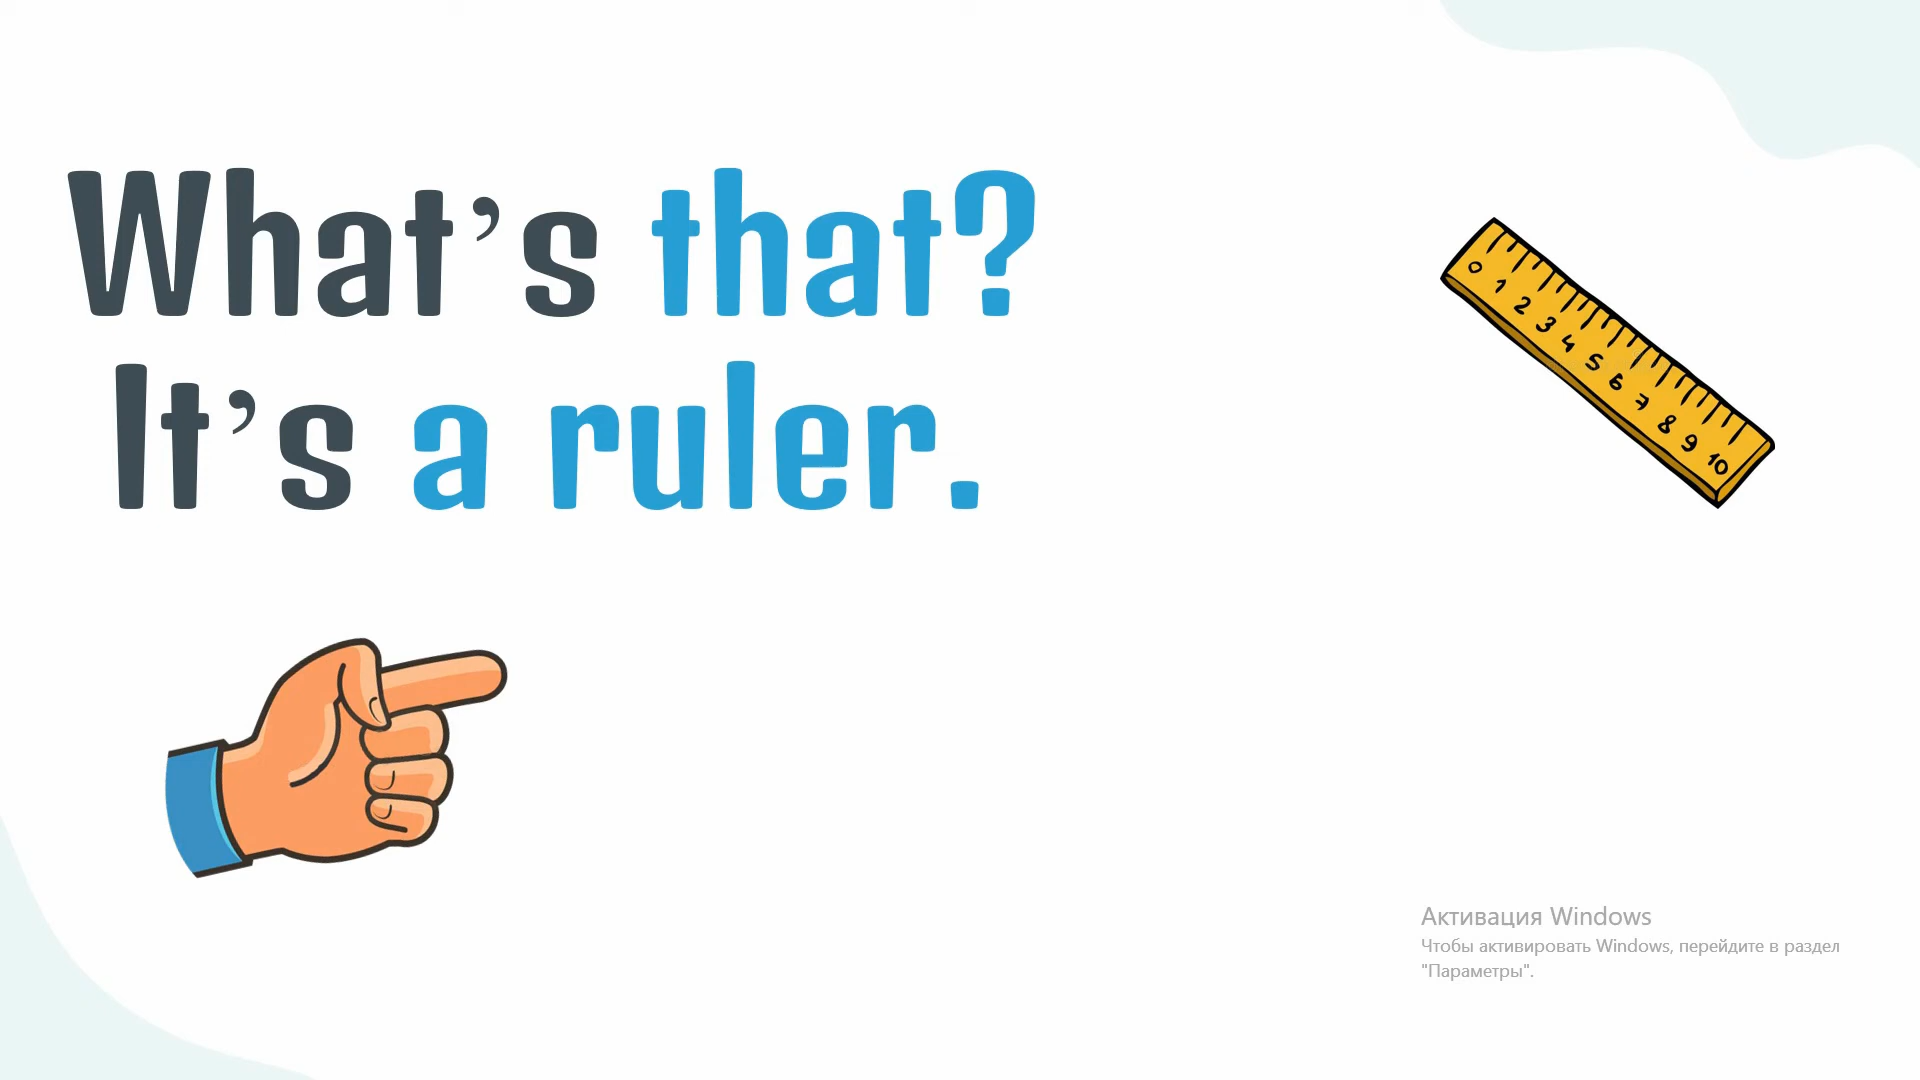 What’s that?
It’s a ruler.
0 1 2 3 4 5 6 7 8 9 10
Активация Windows
Чтобы активировать Windows, перейдите в раздел
"Параметры".